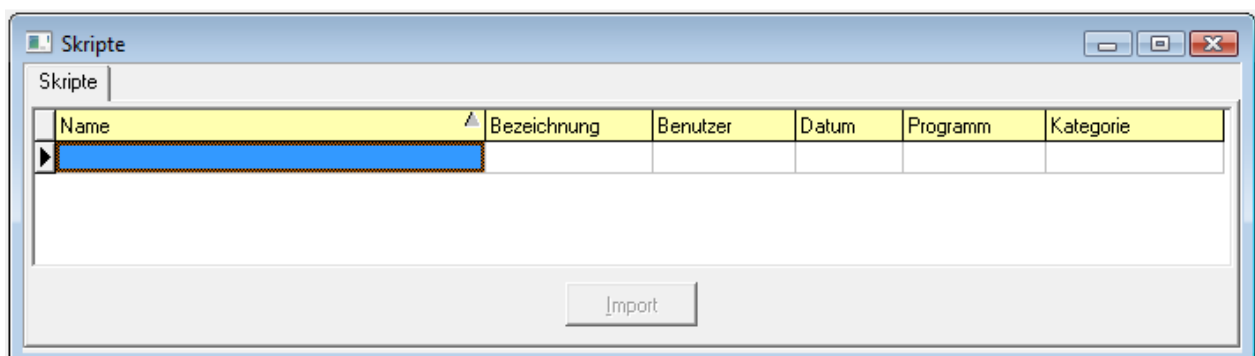 Skripte
Skripte
Name Bezeichnung Benutzer Datum Programm Kategorie
Import